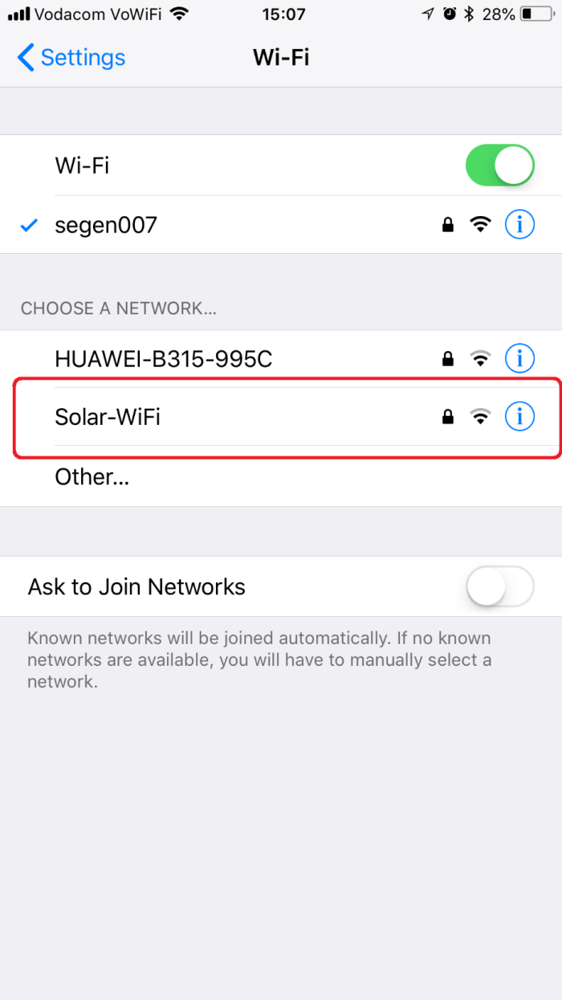 Vodacom VoWiFi 15:07 28%
Settings Wi-Fi
Wi-Fi
segen007
CHOOSE A NETWORK...
HUAWEI-B315-995C
Solar-WiFi
Other...
Ask to Join Networks
Known networks will be joined automatically. If no known
networks are available, you will have to manually select a
network.